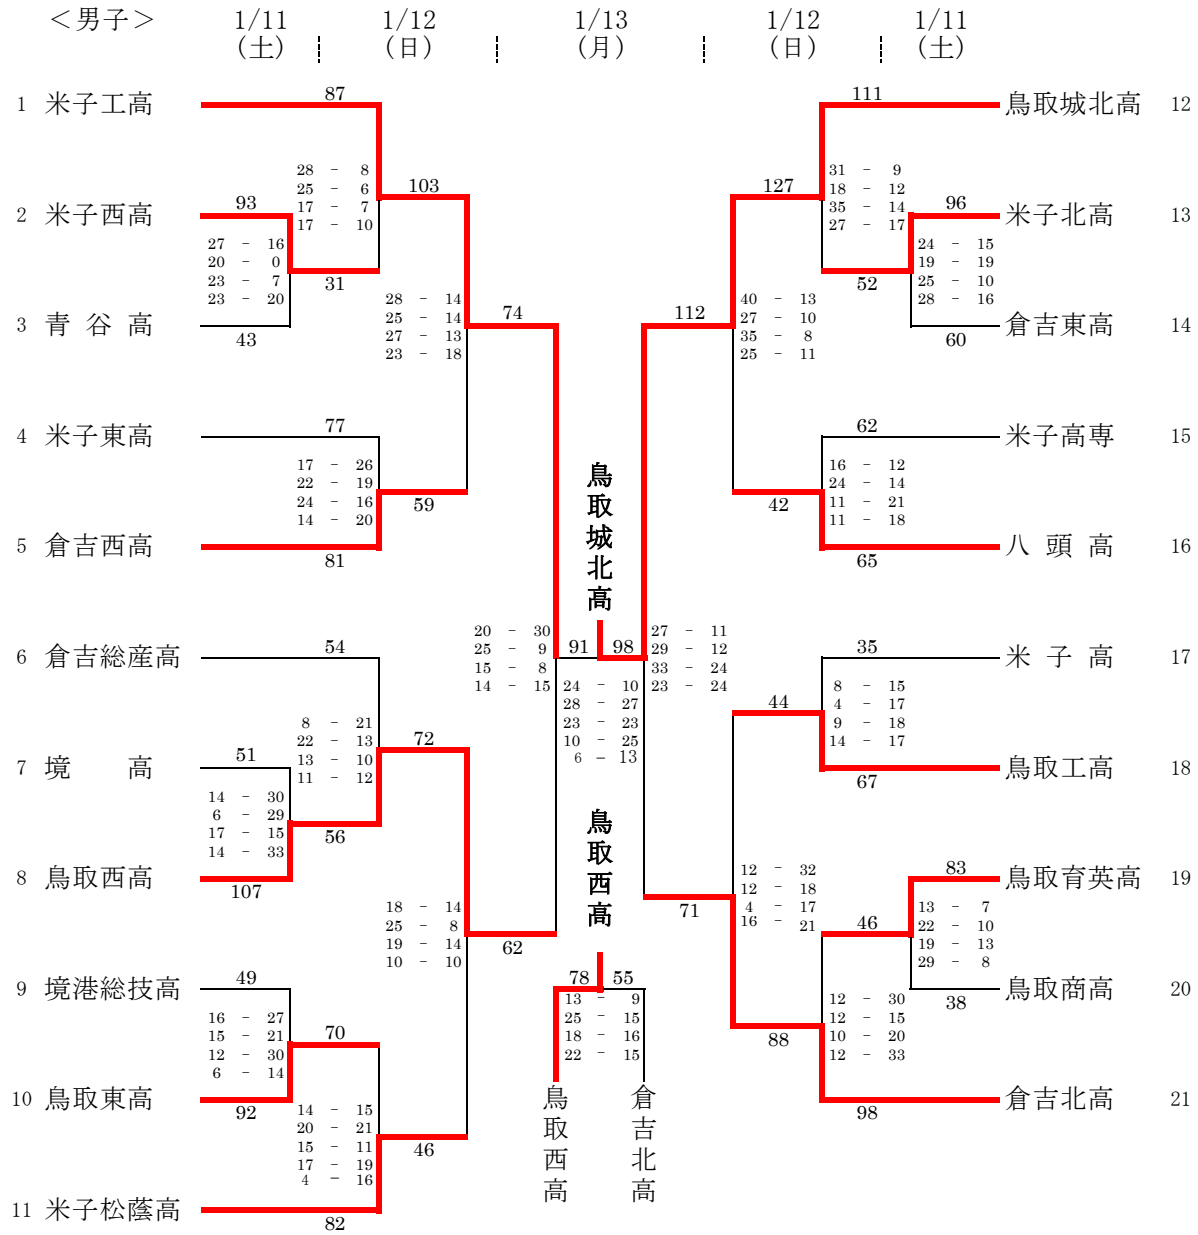 ＜男子＞ 1/11 1/12 1/13 1/12 1/11
(土) (日) (月) (日) (土)
87 111
1 米子工高 鳥取城北高 12
28 - 8 31 - 9
25 - 6 103 127 18 - 12
93 17 - 7 35 - 14 96
2 米子西高 17 - 10 27 - 17 米子北高 13
27 - 16 24 - 15
20 - 0 19 - 19
23 - 7 31 52 25 - 10
23 - 20 28 - 14 40 - 13 28 - 16
25 - 14 74 112 27 - 10
3 青谷高 27 - 13 35 - 8 倉吉東高 14
43 23 - 18 25 - 11 60
77 62
4 米子東高 米子高専 15
17 - 26 16 - 12
22 - 19 24 - 14
24 - 16 59 42 11 - 21
14 - 20 11 - 18
5 倉吉西高 八頭高 16
81 65
鳥取城北高
20 - 30 27 - 11
54 25 - 9 91 98 29 - 12 35
6 倉吉総産高 15 - 8 33 - 24 米子高 17
14 - 15 24 - 10 23 - 24 8 - 15
28 - 27 44 4 - 17
8 - 21 23 - 23 9 - 18
22 - 13 72 10 - 25 14 - 17
51 13 - 10 6 - 13
7 境高 11 - 12 鳥取工高 18
14 - 30 67
6 - 29
17 - 15 56
14 - 33
鳥取西高
8 鳥取西高 12 - 32 83 鳥取育英高 19
107 12 - 18
18 - 14 71 4 - 17 13 - 7
25 - 8 16 - 21 46 22 - 10
19 - 14 62 19 - 13
10 - 10 29 - 8
49 78 55
9 境港総技高 13 - 9 鳥取商高 20
16 - 27 25 - 15 12 - 30 38
15 - 21 70 18 - 16 12 - 15
12 - 30 22 - 15 88 10 - 20
6 - 14 12 - 33
10 鳥取東高 倉吉北高 21
92 14 - 15 98
20 - 21
15 - 11 46
17 - 19
4 - 16
鳥取西高
倉吉北高
11 米子松蔭高
82